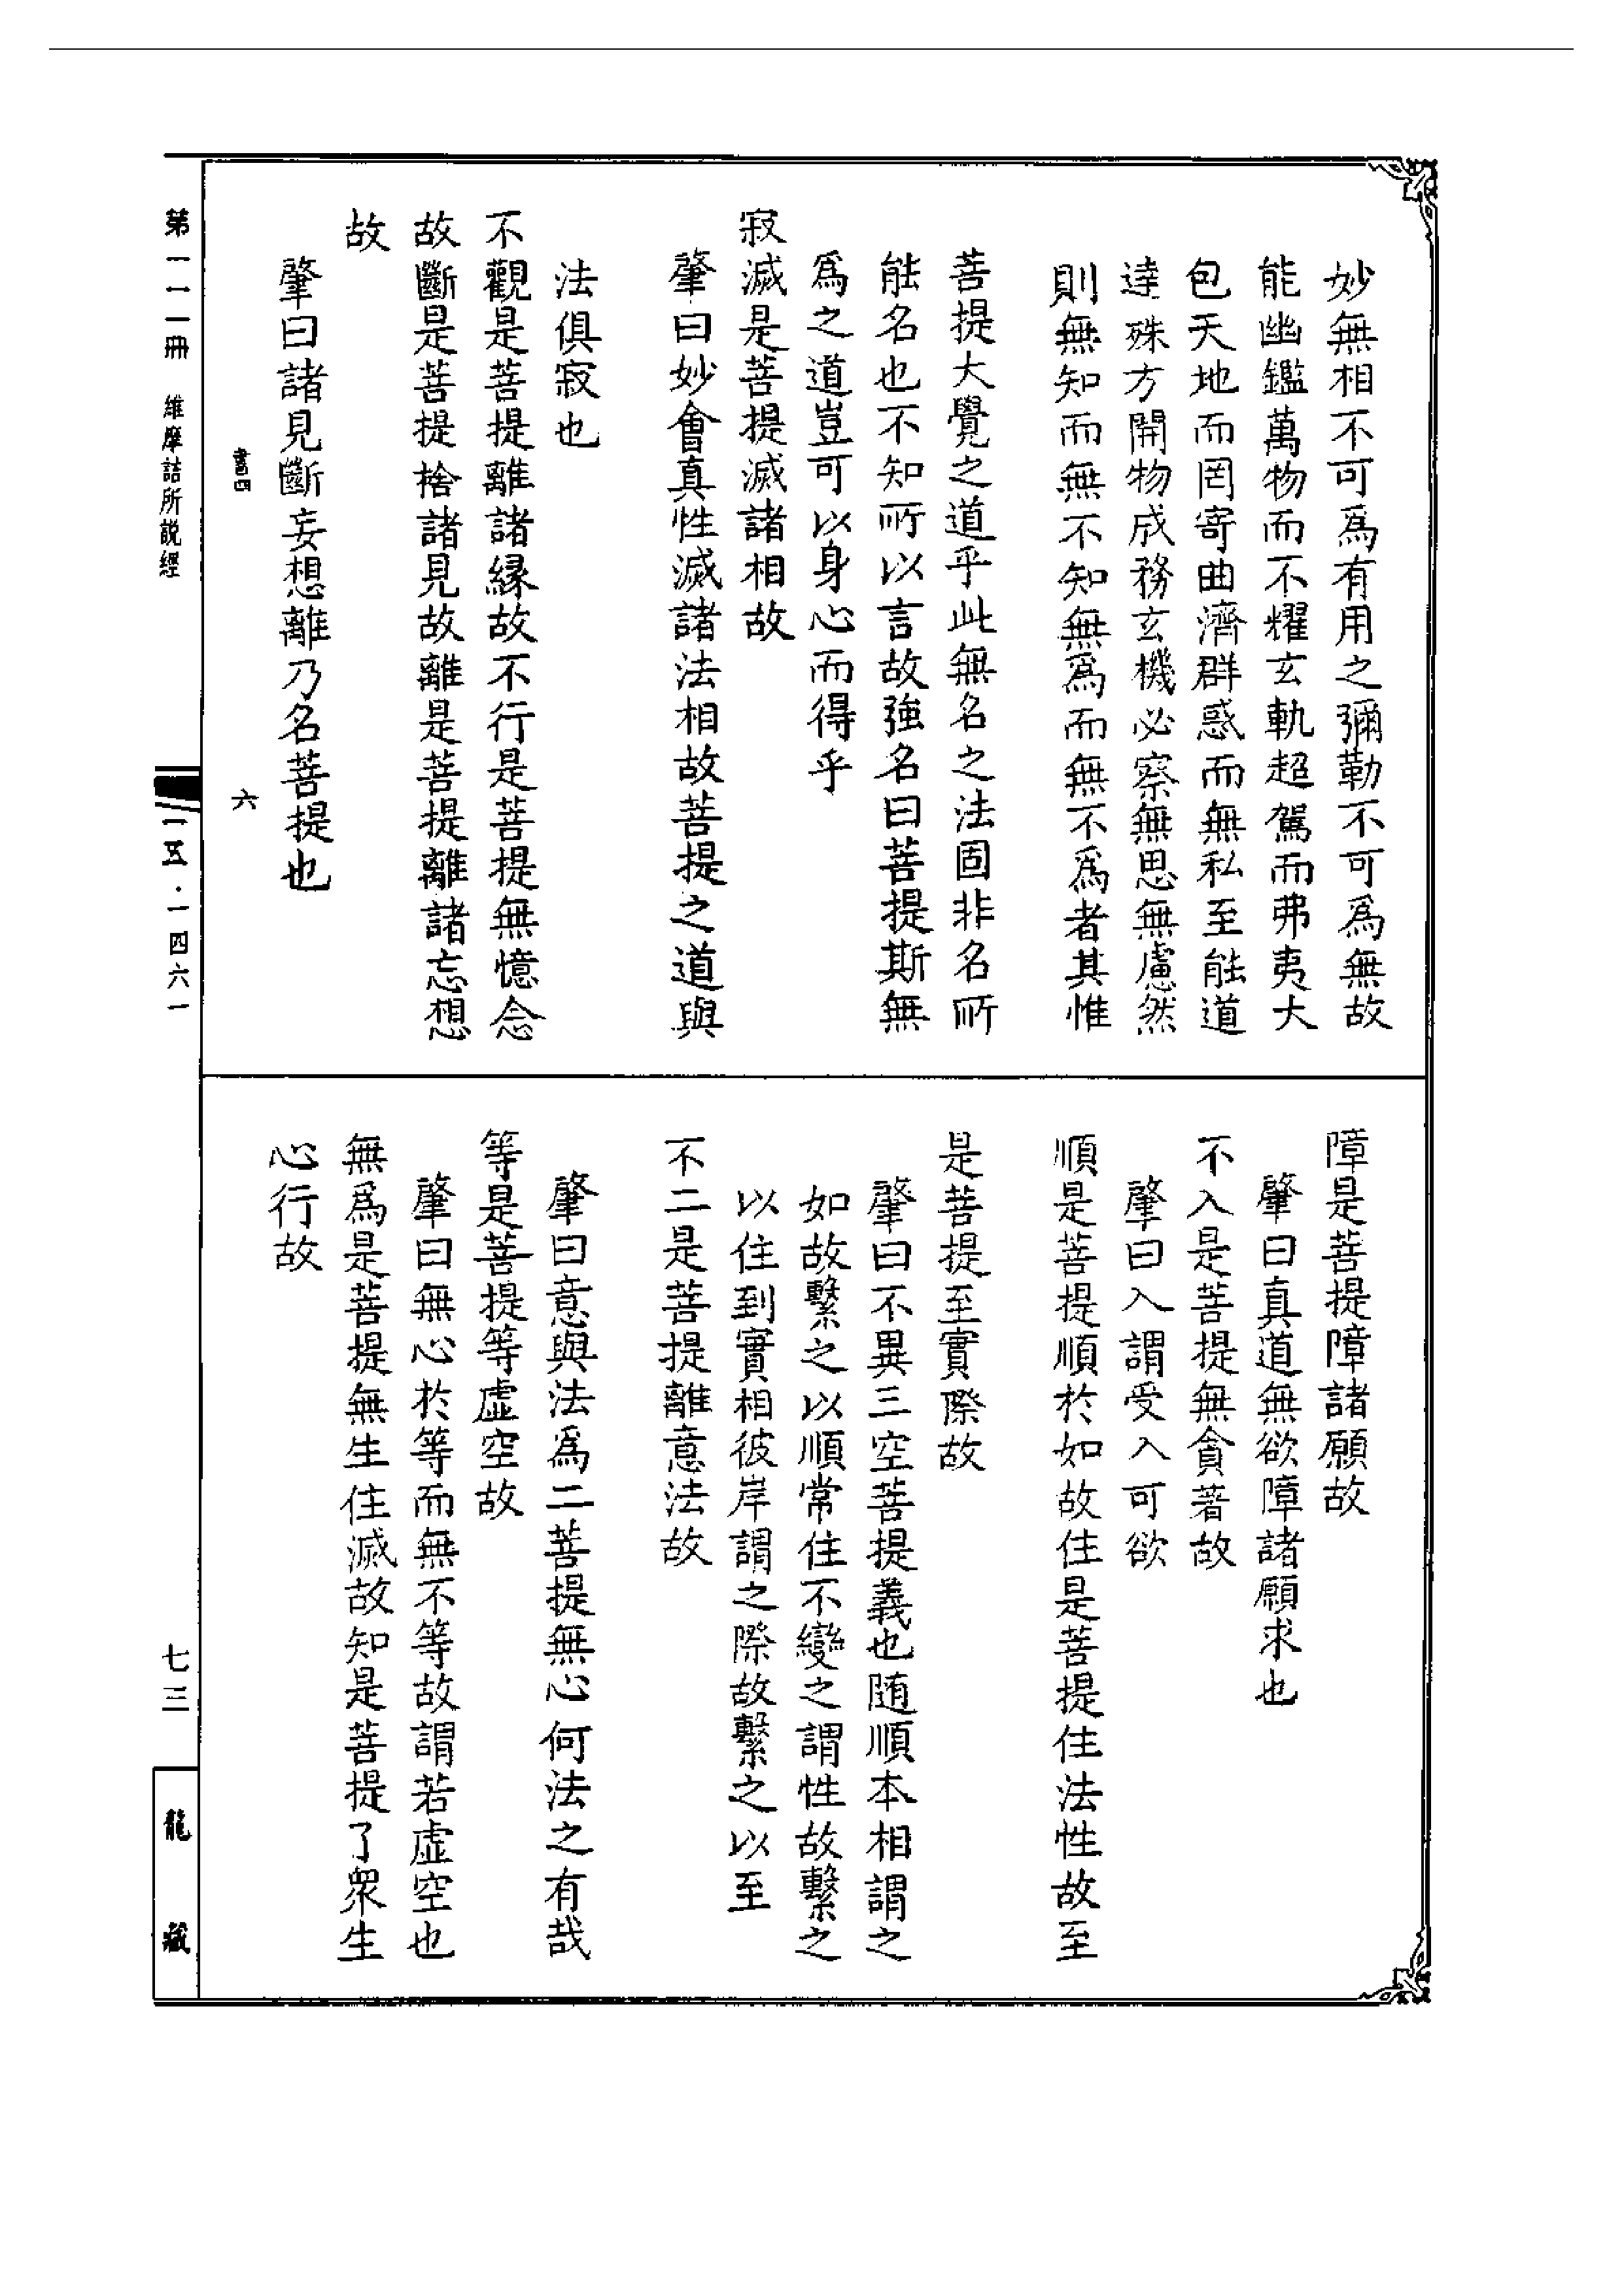 妙無相不可爲有用之彌勒不可爲無故
能幽鑑萬物而不耀玄軌超駕而弗夷大
包天地而罔寄曲濟群惑而無私至能道
達殊方開物成務玄機必察無思無慮然
則無知而無不知無爲而無不爲者其惟
菩提大覺之道乎此無名之法固非名所
能名也不知所以言故強名曰菩提斯無
爲之道豈可以身心而得乎
寂滅是菩提滅諸相故
肇曰妙會真性滅諸法相故菩提之道與
法俱寂也
不觀是菩提離諸緣故不行是菩提無憶念
故斷是菩提捨諸見故離是菩提離諸忘想
故
肇曰諸見斷妄想離乃名菩提也
書四
六
障是菩提障諸願故
肇曰真道無欲障諸願求也
不入是菩提無貪著故
肇曰入謂受入可欲
順是菩提順於如故住是菩提住法性故至
是菩提至實際故
肇曰不異三空菩提義也随順本相謂之
如故繫之以順常住不變之謂性故繫之
以住到實相彼岸謂之際故繫之以至
不二是菩提離意法故
肇曰意與法爲二菩提無心何法之有哉
等是菩提等虛空故
肇曰無心於等而無不等故謂若虛空也
無爲是菩提無生住滅故知是菩提了眾生
心行故
第一一一冊　維摩詰所說經
一五·一四六一
七三
龍藏